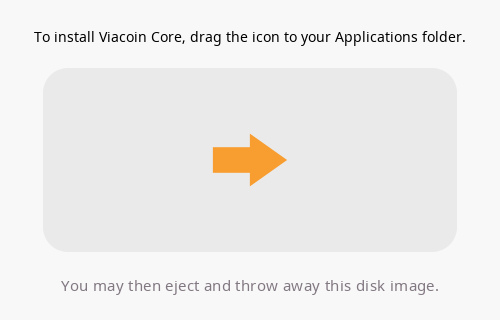 To install Viacoin Core, drag the icon to your Applications folder.
You may then eject and throw away this disk image.